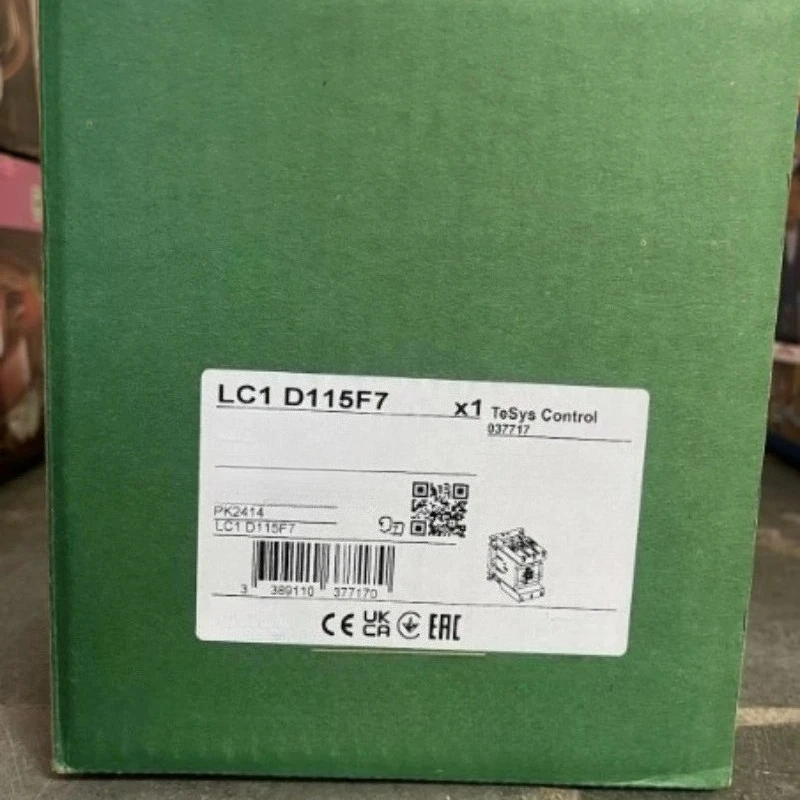 LC1 D115F7 x1 TeSys Control
037717
PK2414
LC1 D115F7
3 389110 377170
CE UK CA EAC